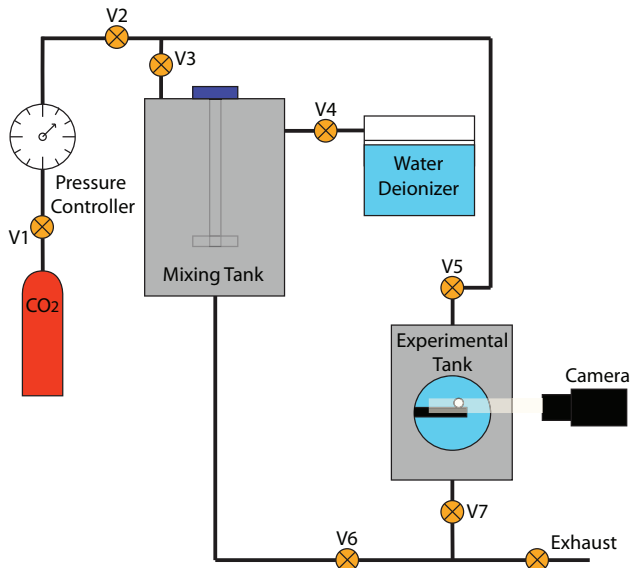 V2
V3
V4
Water
Deionizer
Pressure
Controller
V1
Mixing Tank
V5
CO2
Experimental
Tank
Camera
V7
V6
Exhaust